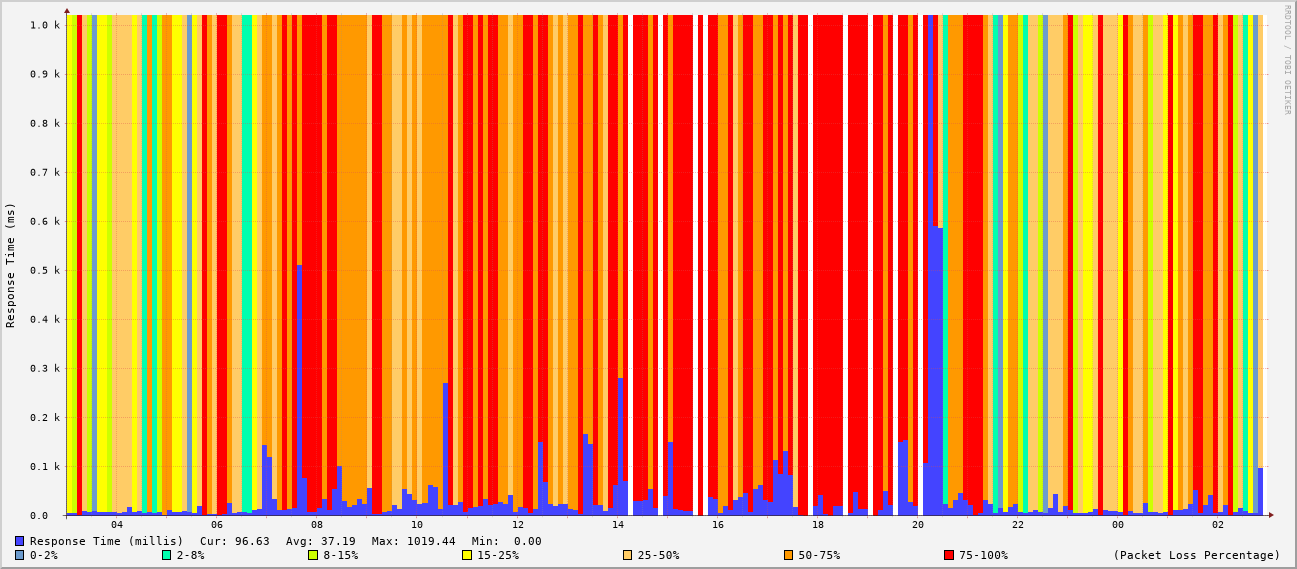 1.0 k
0.9 k
0.8 k
0.7 k
0.6 k
0.5 k
0.4 k
0.3 k
0.2 k
0.1 k
0.0
Response Time (ms)
RRDTOOL / TOBI OETIKER
04 06 08 10 12 14 16 18 20 22 00 02
Response Time (millis) Cur: 96.63 Avg: 37.19 Max: 1019.44 Min: 0.00
0-2% 2-8% 8-15% 15-25% 25-50% 50-75% 75-100% (Packet Loss Percentage)